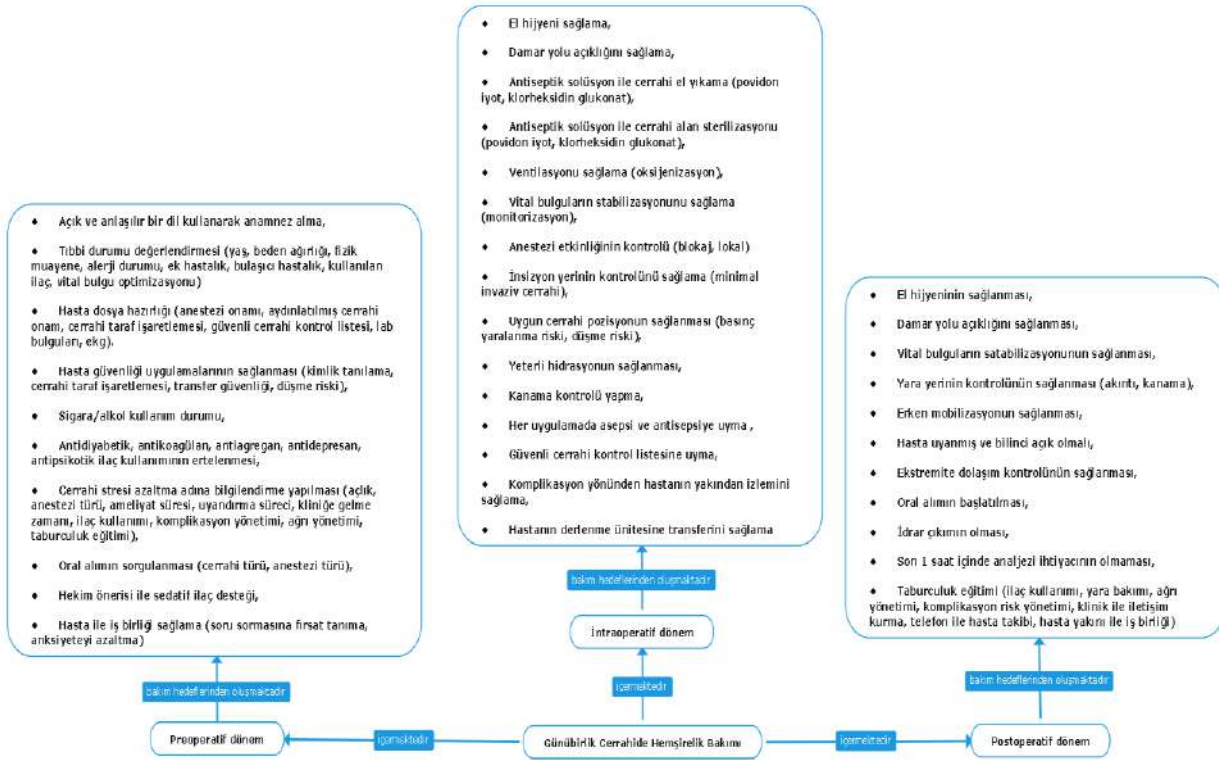 ♦ El hijyeni sağlama,
♦ Damar yolu açıklığını sağlama,
♦ Antiseptik solüsyon ile cerrahi el yıkama (povidon
iyot, klorheksidin glukonat),
♦ Antiseptik solüsyon ile cerrahi alan sterilizasyonu
(povidon iyot, klorheksidin glukonat),
♦ Ventilasyonu sağlama (oksijenizasyon),
♦ Vital bulguların stabilizasyonunu sağlama
(monitorizasyon),
♦ Anestezi etkinliğinin kontrolü (blokaj, lokal)
♦ İnsizyon yerinin kontrolünü sağlama (minimal
invaziv cerrahi),
♦ Uygun cerrahi pozisyonun sağlanması (basınç
yaralanma riski, düşme riski),
♦ Yeterli hidrasyonun sağlanması,
♦ Kanama kontrolü yapma,
♦ Her uygulamada asepsi ve antisepsiye uyma ,
♦ Güvenli cerrahi kontrol listesine uyma,
♦ Komplikasyon yönünden hastanın yakından izlemini
sağlama,
♦ Hastanın derlenme ünitesine transferini sağlama
♦ Açık ve anlaşılır bir dil kullanarak anamnez alma,
♦ Tıbbi durumu değerlendirmesi (yaş, beden ağırlığı, fizik
muayene, alerji durumu, ek hastalık, bulaşıcı hastalık, kullanılan
ilaç, vital bulgu optimizasyonu)
♦ Hasta dosya hazırlığı (anestezi onamı, aydınlatılmış cerrahi
onam, cerrahi taraf işaretlemesi, güvenli cerrahi kontrol listesi, lab
bulguları, ekg).
♦ Hasta güvenliği uygulamalarının sağlanması (kimlik tanılama,
cerrahi taraf işaretlemesi, transfer güvenliği, düşme riski),
♦ Sigara/alkol kullanım durumu,
♦ Antidiyabetik, antikoagülan, antiagregan, antidepresan,
antipsikotik ilaç kullanımının ertelenmesi,
♦ Cerrahi stresi azaltma adına bilgilendirme yapılması (açlık,
anestezi türü, ameliyat süresi, uyandırma süreci, kliniğe gelme
zamanı, ilaç kullanımı, komplikasyon yönetimi, ağrı yönetimi,
taburculuk eğitimi),
♦ Oral alımın sorgulanması (cerrahi türü, anestezi türü),
♦ Hekim önerisi ile sedatif ilaç desteği,
♦ Hasta ile iş birliği sağlama (soru sormasına fırsat tanıma,
anksiyeteyi azaltma)
♦ El hijyeninin sağlanması,
♦ Damar yolu açıklığını sağlanması,
♦ Vital bulguların satabilizasyonunun sağlanması,
♦ Yara yerinin kontrolünün sağlanması (akıntı, kanama),
♦ Erken mobilizasyonun sağlanması,
♦ Hasta uyanmış ve bilinci açık olmalı,
♦ Ekstremite dolaşım kontrolünün sağlanması,
♦ Oral alımın başlatılması,
♦ İdrar çıkımın olması,
♦ Son 1 saat içinde analjezi ihtiyacının olmaması,
♦ Taburculuk eğitimi (ilaç kullanımı, yara bakımı, ağrı
yönetimi, komplikasyon risk yönetimi, klinik ile iletişim
kurma, telefon ile hasta takibi, hasta yakını ile iş birliği)
bakım hedeflerinden oluşmaktadır
İntraoperatif dönem
bakım hedeflerinden oluşmaktadır
içermektedir
bakım hedeflerinden oluşmaktadır
Preoperatif dönem
içermektedir
Günübirlik Cerrahide Hemşirelik Bakımı
içermektedir
Postoperatif dönem